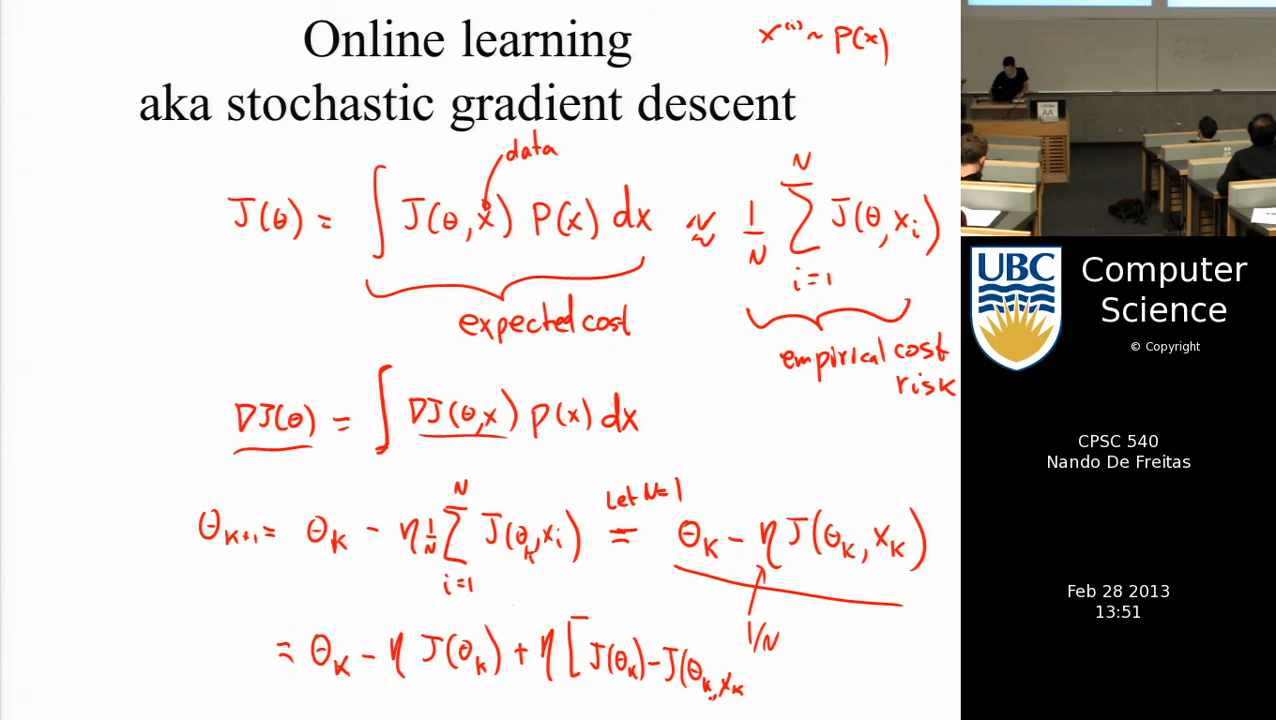 Online learning
x⁽ⁱ⁾ ~ P(x)
aka stochastic gradient descent
data
J(θ) = ∫ J(θ,x) P(x) dx ≈ 1/N ∑_{i=1}^{N} J(θ,x_i)
expected cost
empirical cost
risk
∇J(θ) = ∫ ∇J(θ,x) P(x) dx
θ_{K+1} = θ_K − η 1/N ∑_{i=1}^{N} J(θ_K,x_i) = θ_K − η J(θ_K, x_K)
Let N=1
1/N
= θ_K − η J(θ_K) + η [ J(θ_K) − J(θ_K, x_K
UBC
Computer
Science
© Copyright
CPSC 540
Nando De Freitas
Feb 28 2013
13:51